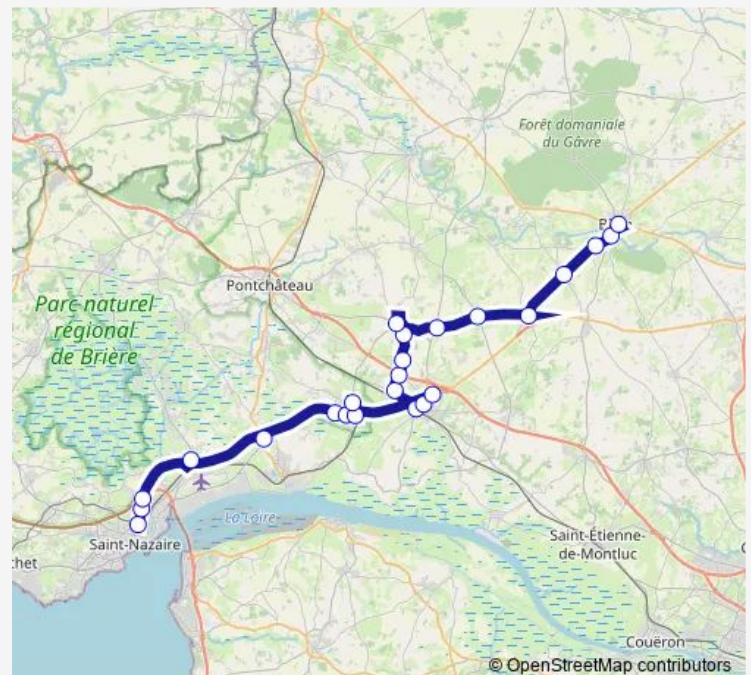 Forêt domaniale
du Gâvre
Pontchâteau
Parc naturel
régional
de Brière
La Loire
Saint-Nazaire
chet
Saint-Étienne-
de-Montluc
Couëron
© OpenStreetMap contributors